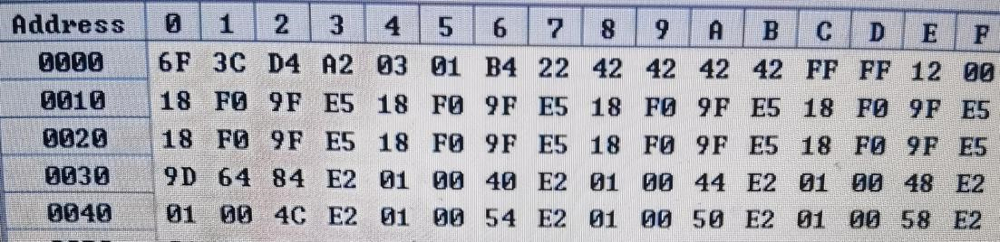 Address 0 1 2 3 4 5 6 7 8 9 A B C D E F
0000 6F 3C D4 A2 03 01 B4 22 42 42 42 42 FF FF 12 00
0010 18 F0 9F E5 18 F0 9F E5 18 F0 9F E5 18 F0 9F E5
0020 18 F0 9F E5 18 F0 9F E5 18 F0 9F E5 18 F0 9F E5
0030 9D 64 84 E2 01 00 40 E2 01 00 44 E2 01 00 48 E2
0040 01 00 4C E2 01 00 54 E2 01 00 50 E2 01 00 58 E2